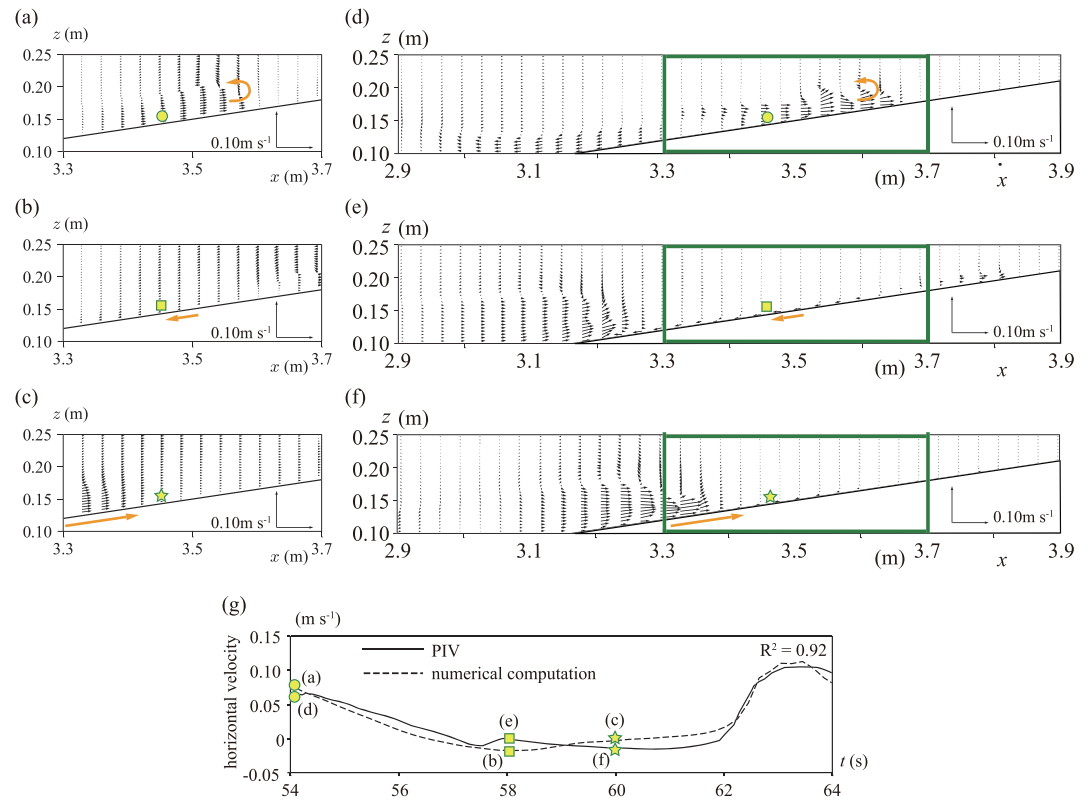 (a)
z (m)
0.25
0.20
0.15
0.10
0.10m s-1
3.3
3.5
3.7
x (m)
(b)
z (m)
0.25
0.20
0.15
0.10
0.10m s-1
3.3
3.5
3.7
x (m)
(c)
z (m)
0.25
0.20
0.15
0.10
0.10m s-1
3.3
3.5
3.7
x (m)
(d)
z (m)
0.25
0.20
0.15
0.10
0.10m s-1
2.9
3.1
3.3
3.5
3.7
3.9
(m)
x
(e)
z (m)
0.25
0.20
0.15
0.10
0.10m s-1
2.9
3.1
3.3
3.5
3.7
3.9
(m)
x
(f)
z (m)
0.25
0.20
0.15
0.10
0.10m s-1
2.9
3.1
3.3
3.5
3.7
3.9
(m)
x
(g)
(m s-1)
horizontal velocity
0.15
0.10
0.05
0
-0.05
PIV
numerical computation
R2 = 0.92
(a)
(d)
(e)
(b)
(c)
(f)
t (s)
54
56
58
60
62
64